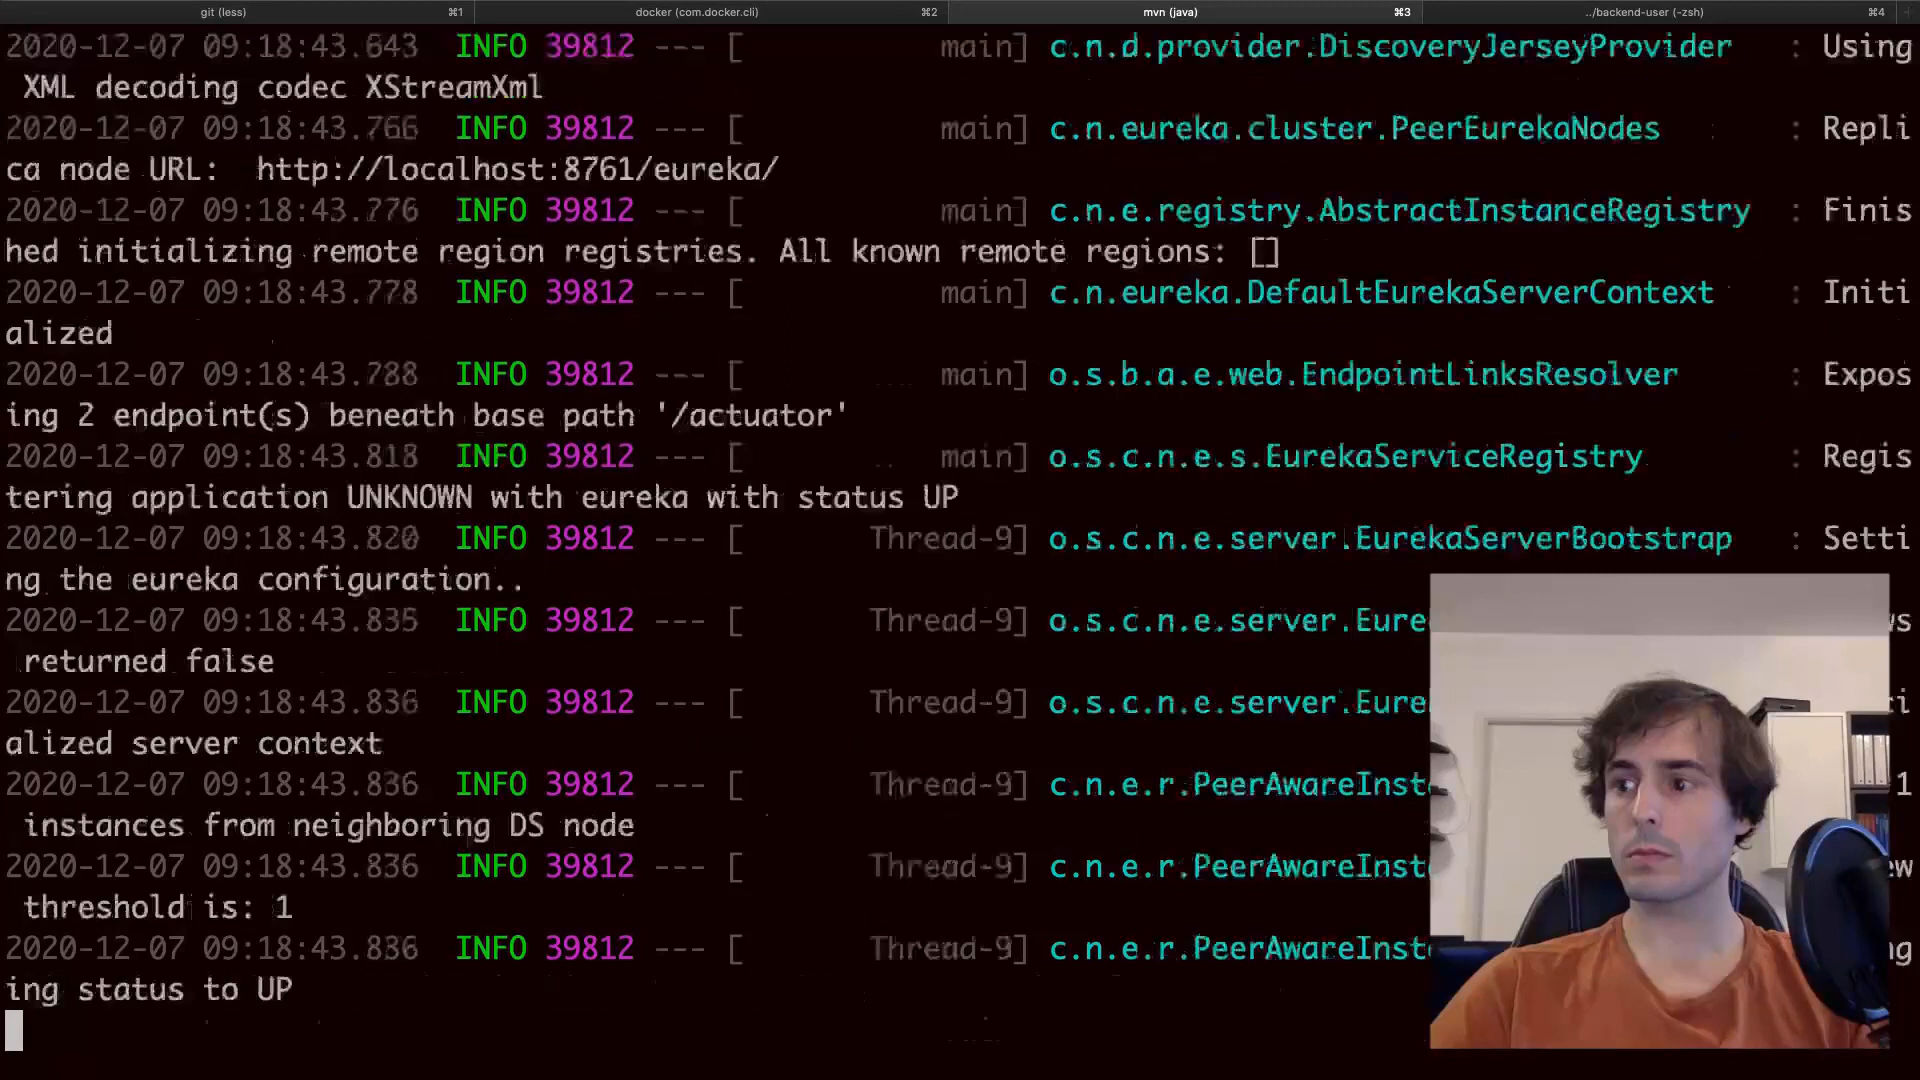 git (less) ⌘1 docker (com.docker.cli) ⌘2 mvn (java) ⌘3 ../backend-user (-zsh) ⌘4
2020-12-07 09:18:43.643 INFO 39812 --- [ main] c.n.d.provider.DiscoveryJerseyProvider : Using
XML decoding codec XStreamXml
2020-12-07 09:18:43.766 INFO 39812 --- [ main] c.n.eureka.cluster.PeerEurekaNodes : Repli
ca node URL: http://localhost:8761/eureka/
2020-12-07 09:18:43.776 INFO 39812 --- [ main] c.n.e.registry.AbstractInstanceRegistry : Finis
hed initializing remote region registries. All known remote regions: []
2020-12-07 09:18:43.778 INFO 39812 --- [ main] c.n.eureka.DefaultEurekaServerContext : Initi
alized
2020-12-07 09:18:43.788 INFO 39812 --- [ main] o.s.b.a.e.web.EndpointLinksResolver : Expos
ing 2 endpoint(s) beneath base path '/actuator'
2020-12-07 09:18:43.818 INFO 39812 --- [ main] o.s.c.n.e.s.EurekaServiceRegistry : Regis
tering application UNKNOWN with eureka with status UP
2020-12-07 09:18:43.820 INFO 39812 --- [ Thread-9] o.s.c.n.e.server.EurekaServerBootstrap : Setti
ng the eureka configuration..
2020-12-07 09:18:43.835 INFO 39812 --- [ Thread-9] o.s.c.n.e.server.Eure
returned false
2020-12-07 09:18:43.836 INFO 39812 --- [ Thread-9] o.s.c.n.e.server.Eure
alized server context
2020-12-07 09:18:43.836 INFO 39812 --- [ Thread-9] c.n.e.r.PeerAwareInst 1
instances from neighboring DS node
2020-12-07 09:18:43.836 INFO 39812 --- [ Thread-9] c.n.e.r.PeerAwareInst
threshold is: 1
2020-12-07 09:18:43.836 INFO 39812 --- [ Thread-9] c.n.e.r.PeerAwareInst
ing status to UP